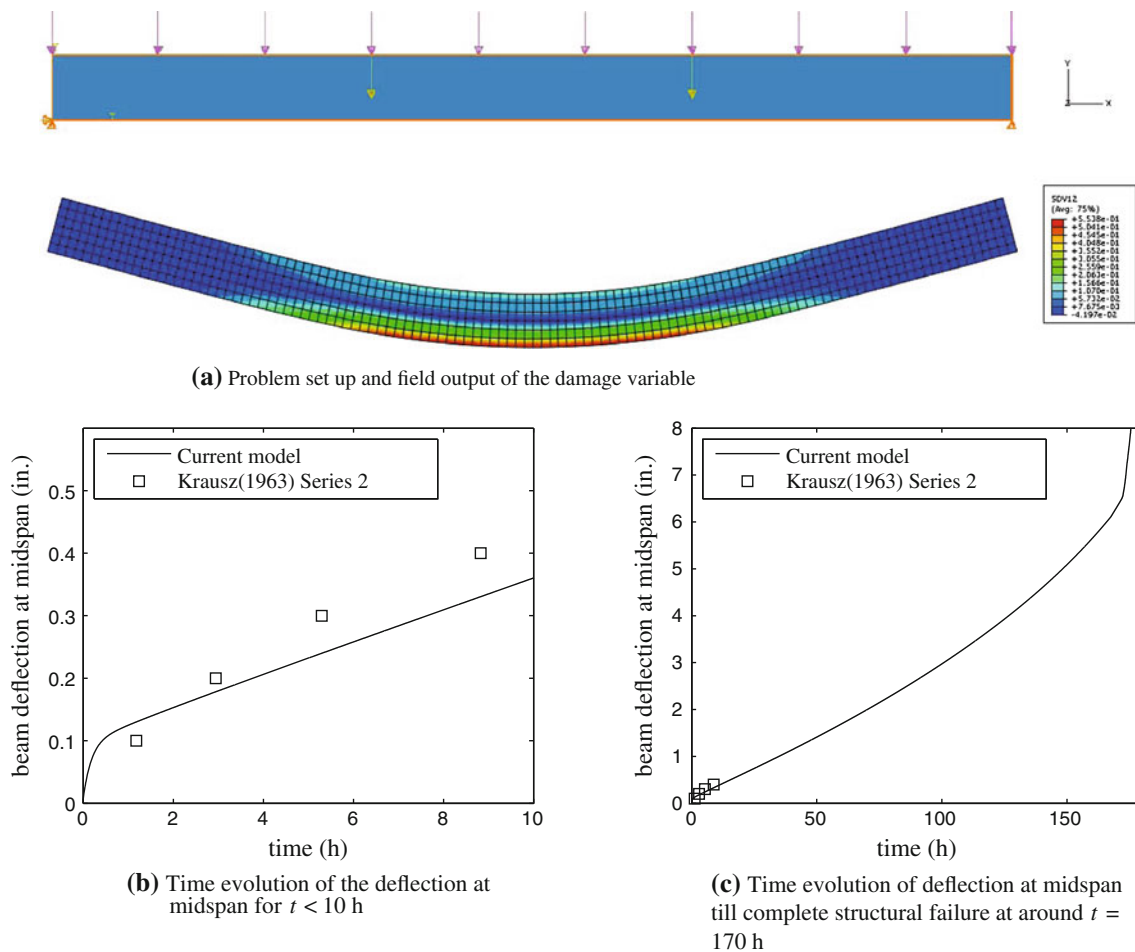 Y
Z
X
SDV12
(Avg: 75%)
+5.538e-01
+5.041e-01
+4.545e-01
+4.048e-01
+3.552e-01
+3.055e-01
+2.559e-01
+2.063e-01
+1.566e-01
+1.070e-01
+5.732e-02
+7.675e-03
-4.197e-02
(a) Problem set up and field output of the damage variable
Current model
Krausz(1963) Series 2
0.5
0.4
0.3
0.2
0.1
0
0 2 4 6 8 10
beam deflection at midspan (in.)
time (h)
(b) Time evolution of the deflection at
midspan for t < 10 h
Current model
Krausz(1963) Series 2
8
7
6
5
4
3
2
1
0
0 50 100 150
beam deflection at midspan (in.)
time (h)
(c) Time evolution of deflection at midspan
till complete structural failure at around t =
170 h